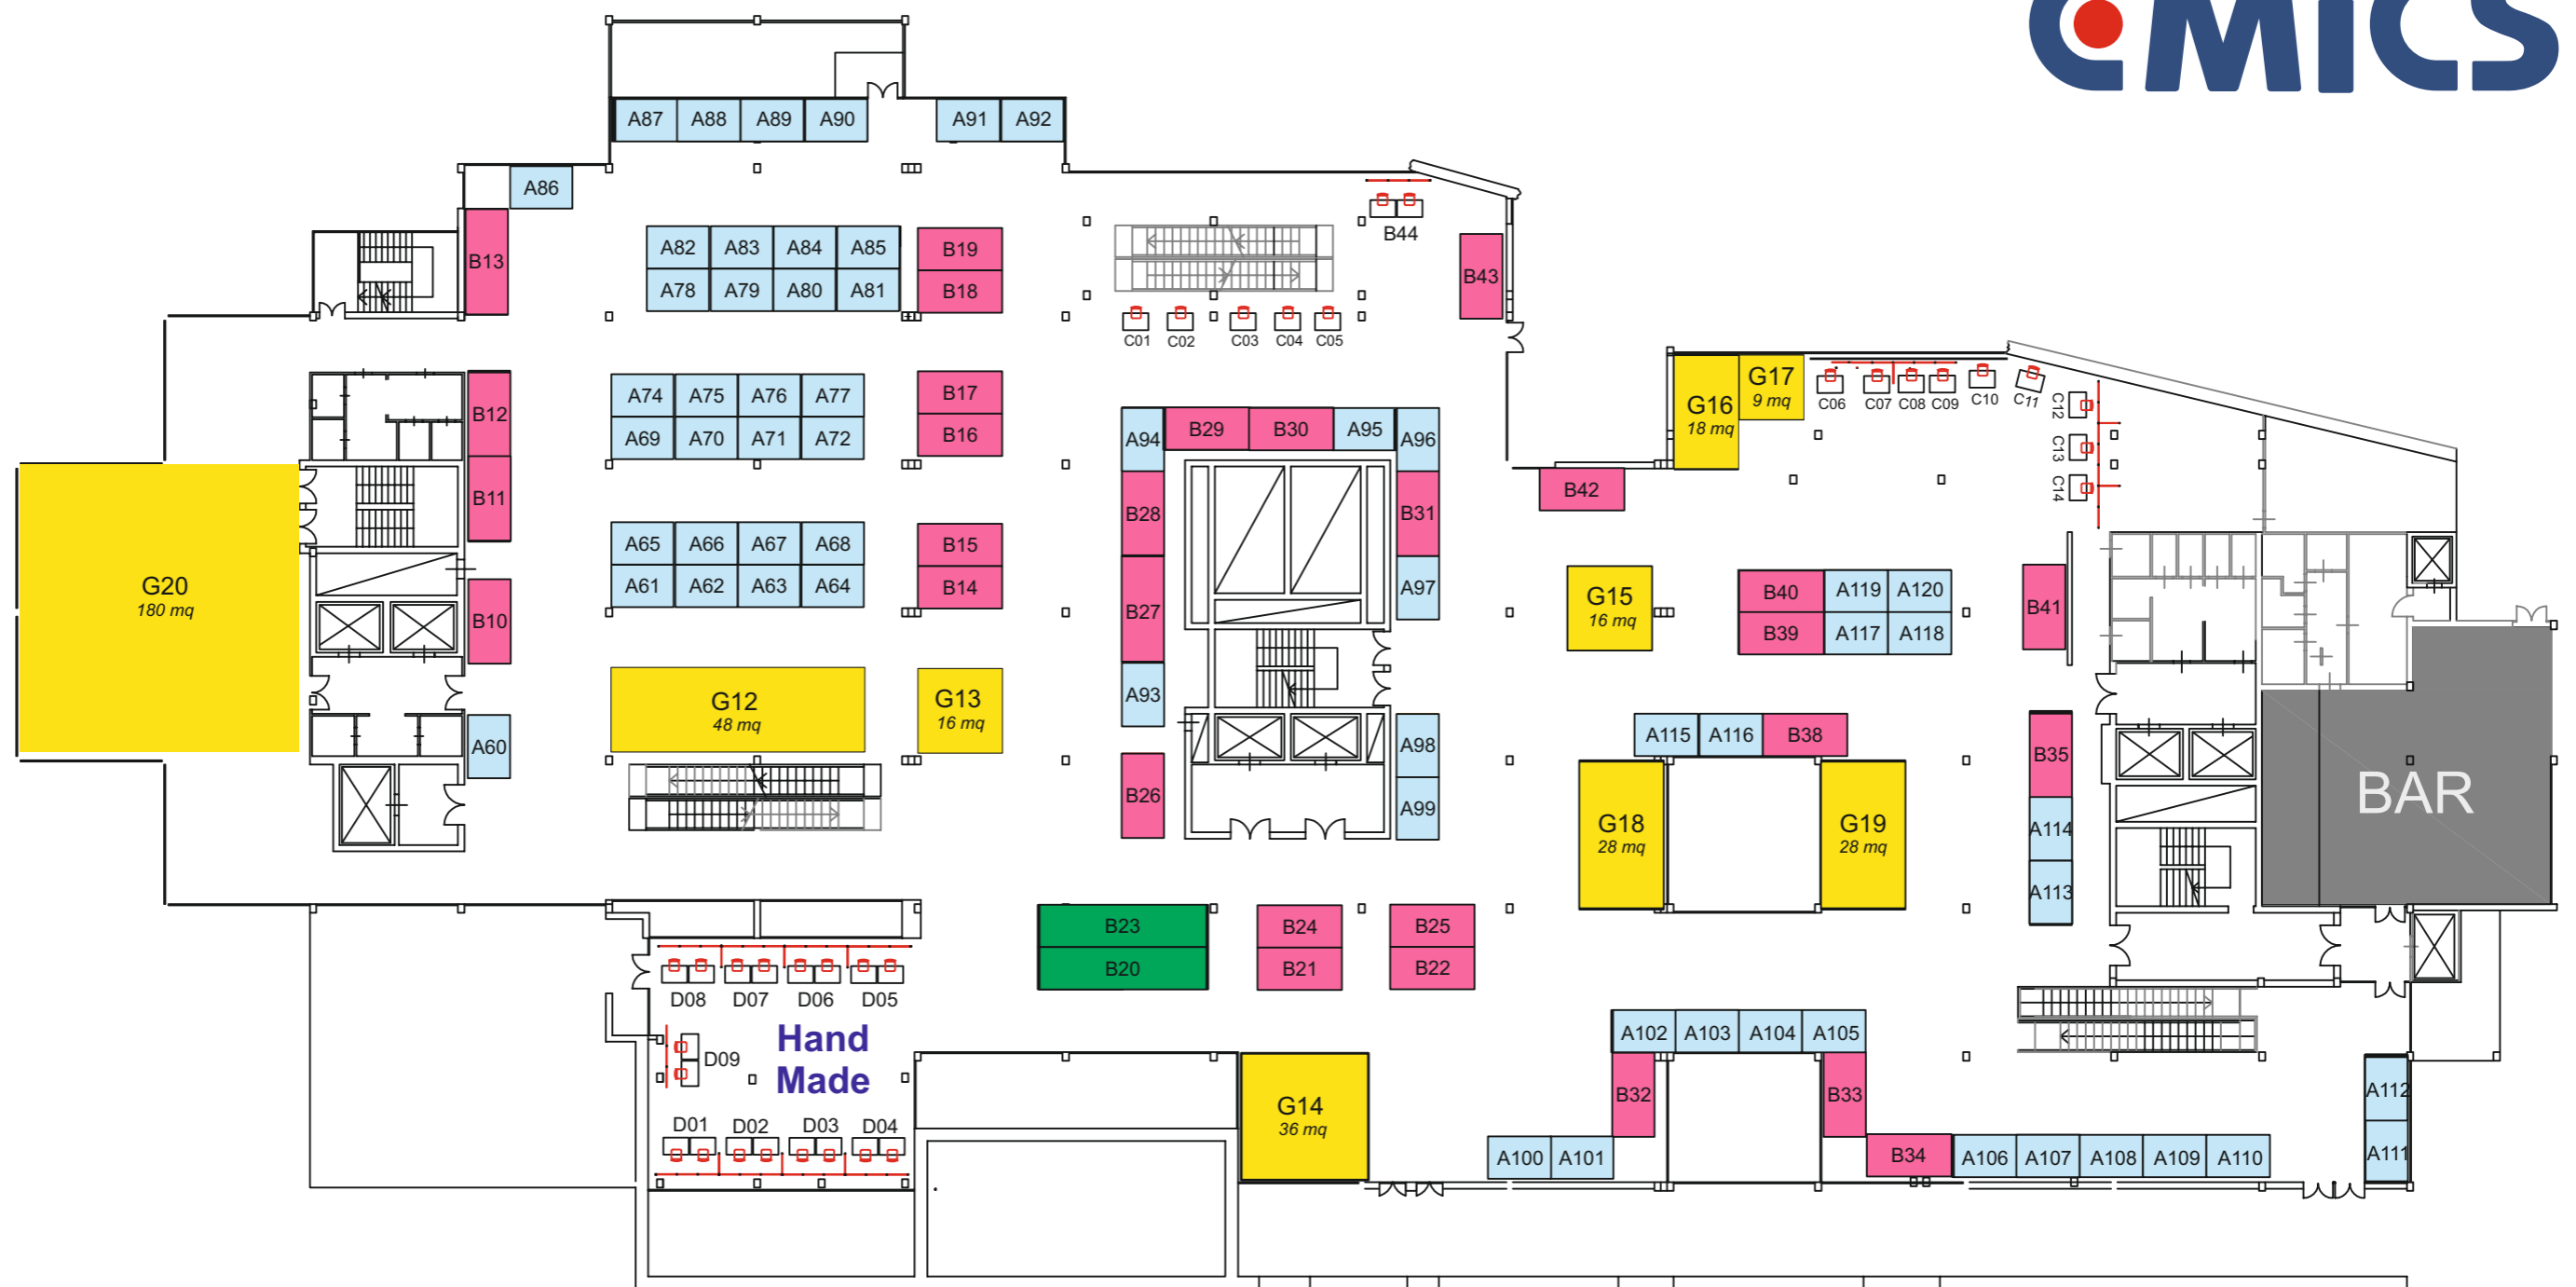 CMICS
A87 A88 A89 A90 A91 A92
A86
B13
A82 A83 A84 A85 B19
A78 A79 A80 A81 B18
B44
B43
C01 C02 C03 C04 C05
B12
A74 A75 A76 A77 B17
A69 A70 A71 A72 B16
B11
A94 B29 B30 A95 A96
G16
18 mq
G17
9 mq
C06 C07 C08 C09 C10 C11
C12
C13
C14
B28
B31
B42
G20
180 mq
A65 A66 A67 A68 B15
A61 A62 A63 A64 B14
B10
B27
A97
G15
16 mq
B40 A119 A120
B39 A117 A118
B41
G12
48 mq
G13
16 mq
A93
A60
A98
A99
B26
A115 A116 B38
B35
A114
A113
G18
28 mq
G19
28 mq
BAR
B23
B20
B24
B21
B25
B22
D08 D07 D06 D05
Hand
Made
D09
D01 D02 D03 D04
G14
36 mq
A102 A103 A104 A105
B32
B33
A100 A101
B34 A106 A107 A108 A109 A110
A112
A111